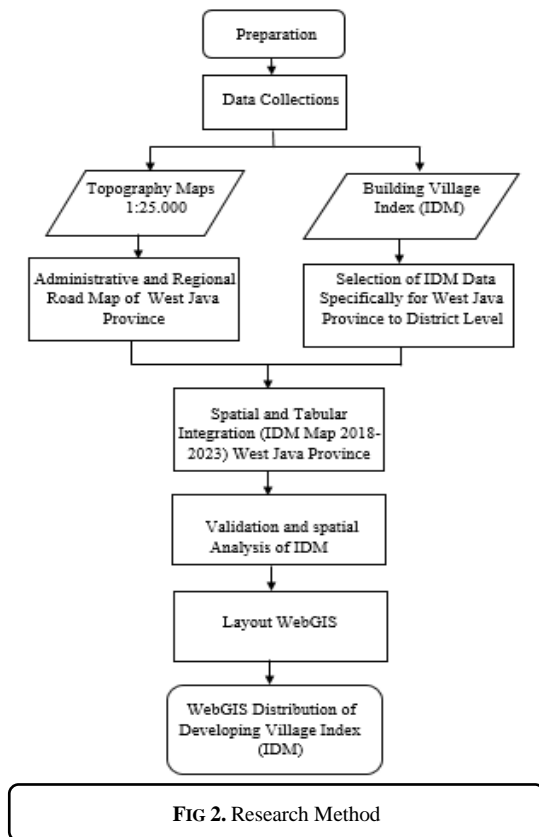 Preparation
Data Collections
Topography Maps
1:25.000
Building Village
Index (IDM)
Administrative and Regional
Road Map of West Java
Province
Selection of IDM Data
Specifically for West Java
Province to District Level
Spatial and Tabular
Integration (IDM Map 2018-
2023) West Java Province
Validation and spatial
Analysis of IDM
Layout WebGIS
WebGIS Distribution of
Developing Village Index
(IDM)
FIG 2. Research Method